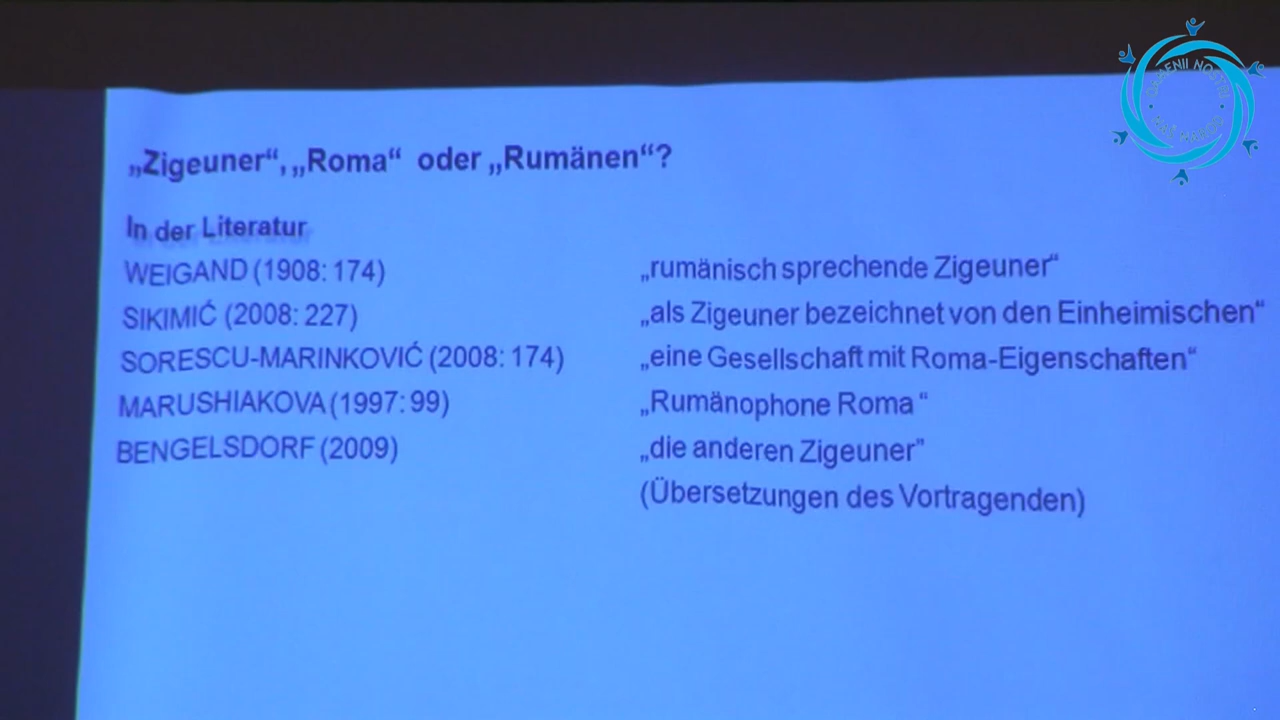 „Zigeuner“, „Roma“ oder „Rumänen“?
In der Literatur
WEIGAND (1908: 174) „rumänisch sprechende Zigeuner“
SIKIMIĆ (2008: 227) „als Zigeuner bezeichnet von den Einheimischen“
SORESCU-MARINKOVIĆ (2008: 174) „eine Gesellschaft mit Roma-Eigenschaften“
MARUSHIAKOVA (1997: 99) „Rumänophone Roma “
BENGELSDORF (2009) „die anderen Zigeuner“
(Übersetzungen des Vortragenden)
NOSTRI